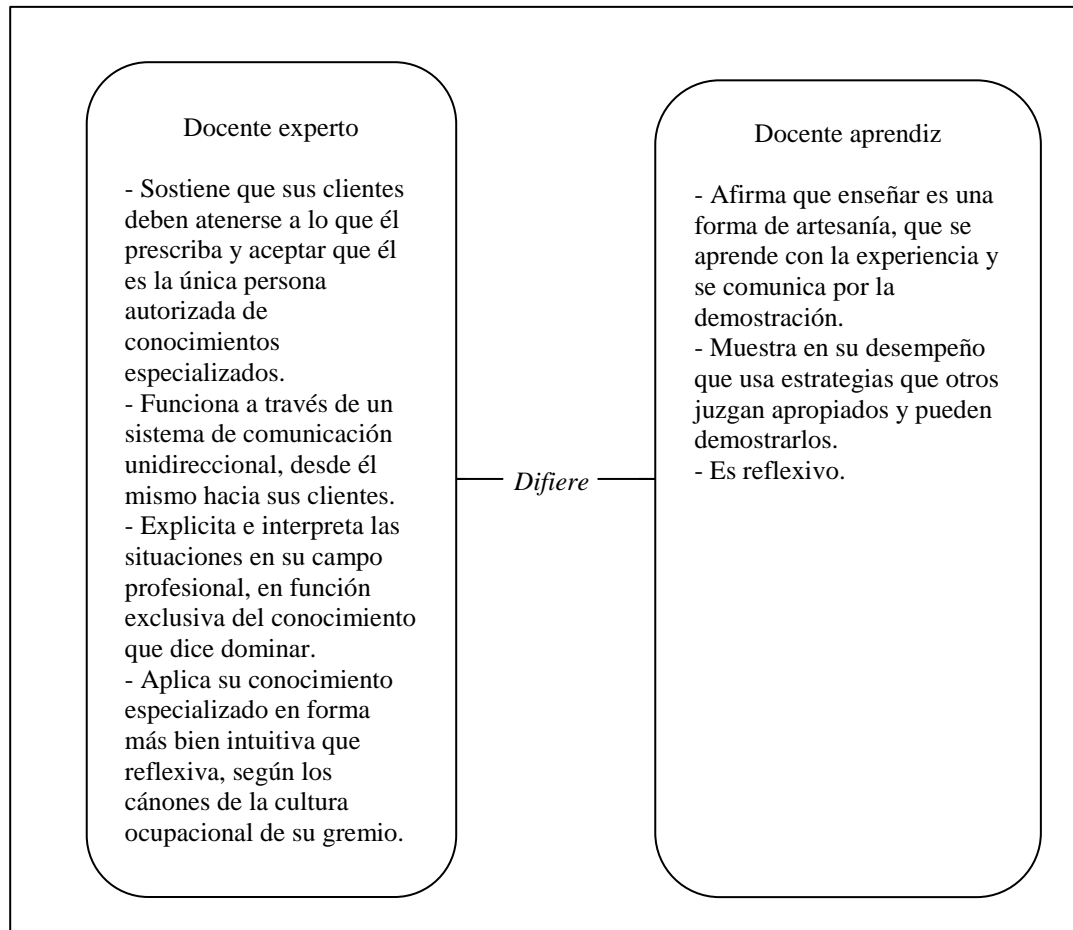 Docente experto
- Sostiene que sus clientes
deben atenerse a lo que él
prescriba y aceptar que él
es la única persona
autorizada de
conocimientos
especializados.
- Funciona a través de un
sistema de comunicación
unidireccional, desde él
mismo hacia sus clientes.
- Explicita e interpreta las
situaciones en su campo
profesional, en función
exclusiva del conocimiento
que dice dominar.
- Aplica su conocimiento
especializado en forma
más bien intuitiva que
reflexiva, según los
cánones de la cultura
ocupacional de su gremio.
Difiere
Docente aprendiz
- Afirma que enseñar es una
forma de artesanía, que se
aprende con la experiencia y
se comunica por la
demostración.
- Muestra en su desempeño
que usa estrategias que otros
juzgan apropiados y pueden
demostrarlos.
- Es reflexivo.